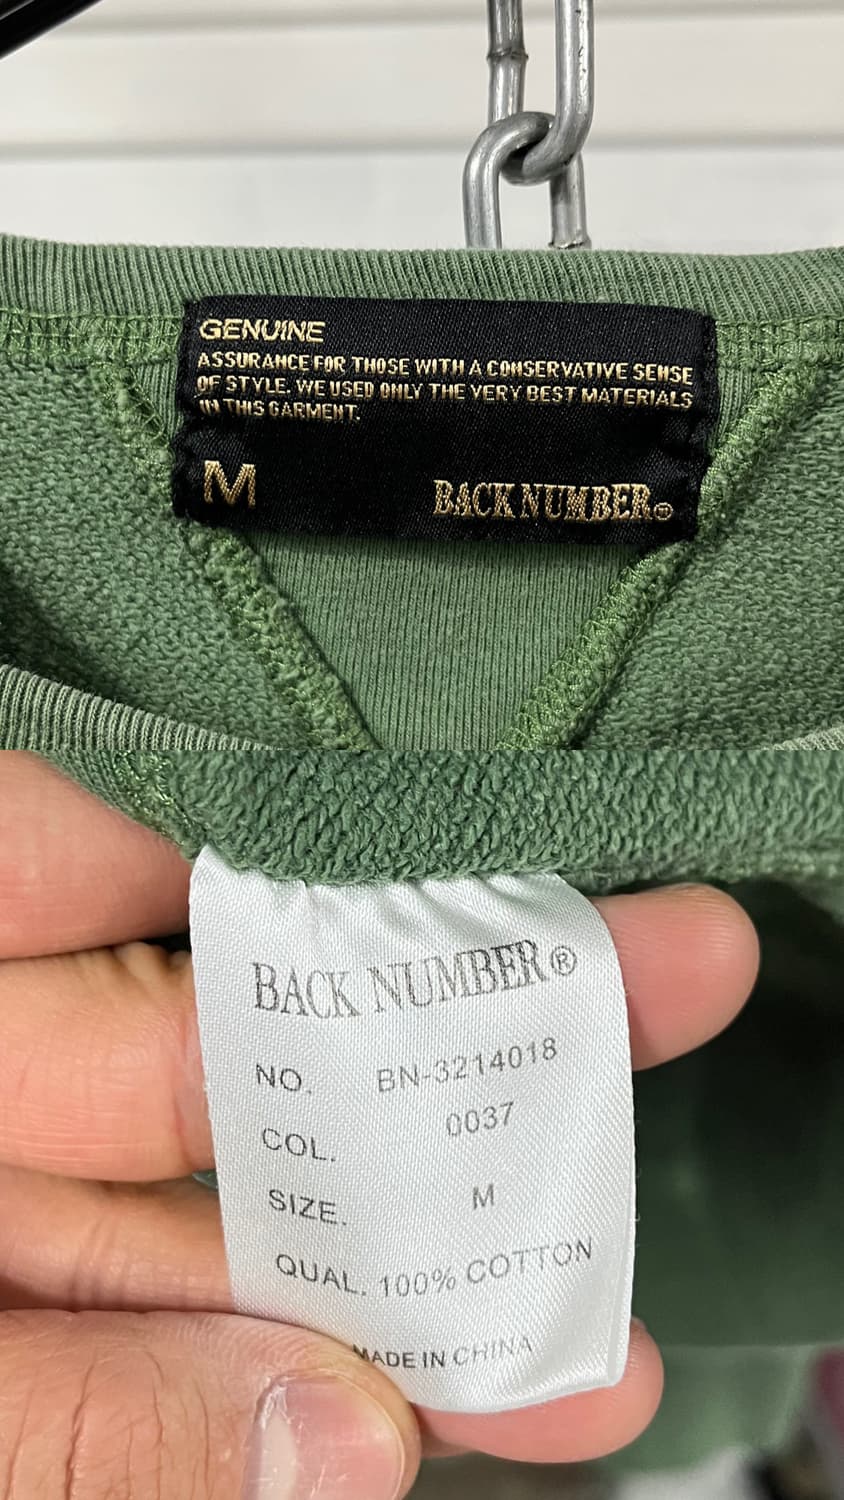 GENUINE
ASSURANCE FOR THOSE WITH A CONSERVATIVE SENSE
OF STYLE. WE USED ONLY THE VERY BEST MATERIALS
IN THIS GARMENT.
M BACK NUMBER®
BACK NUMBER®
NO. BN-3214018
COL. 0037
SIZE. M
QUAL. 100% COTTON
MADE IN CHINA